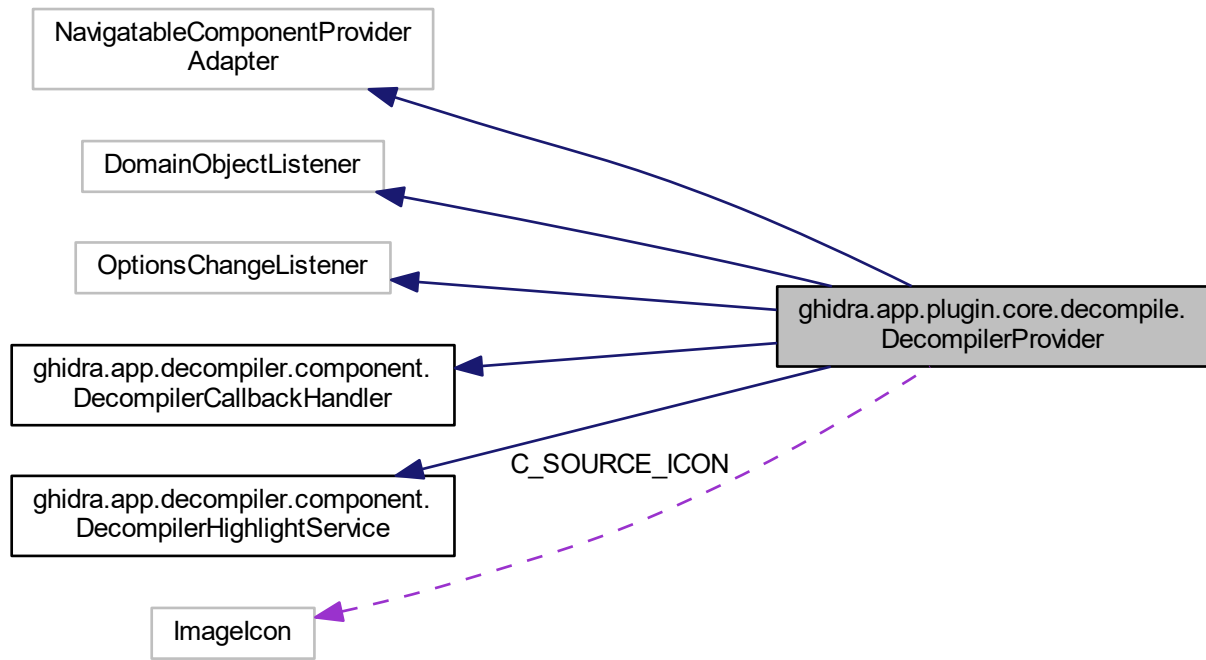 NavigatableComponentProvider
Adapter
DomainObjectListener
OptionsChangeListener
ghidra.app.plugin.core.decompile.
DecompilerProvider
ghidra.app.decompiler.component.
DecompilerCallbackHandler
C_SOURCE_ICON
ghidra.app.decompiler.component.
DecompilerHighlightService
ImageIcon